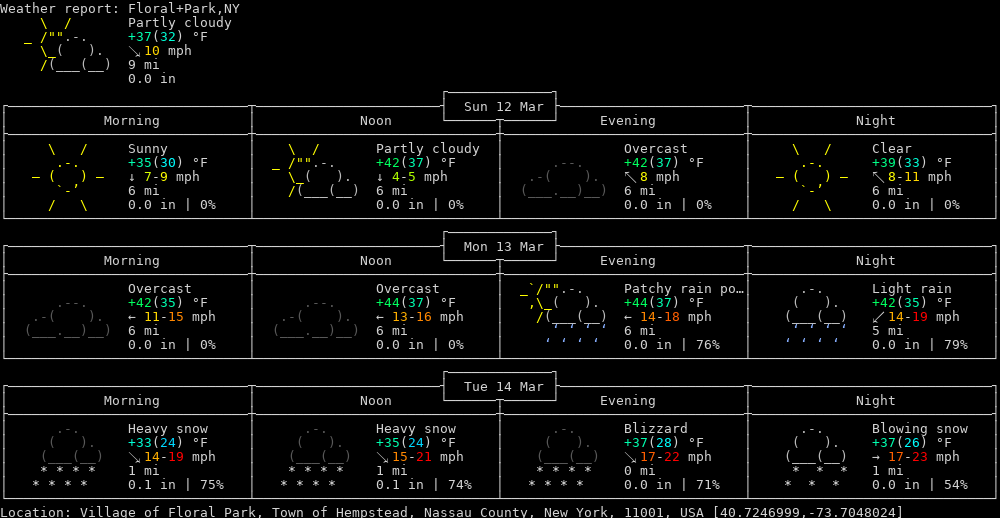 Weather report: Floral+Park,NY
Partly cloudy
+37(32) °F
↘ 10 mph
9 mi
0.0 in
Sun 12 Mar
Morning Noon Evening Night
Sunny Partly cloudy Overcast Clear
+35(30) °F +42(37) °F +42(37) °F +39(33) °F
↓ 7-9 mph ↓ 4-5 mph ↖ 8 mph ↖ 8-11 mph
6 mi 6 mi 6 mi 6 mi
0.0 in | 0% 0.0 in | 0% 0.0 in | 0% 0.0 in | 0%
Mon 13 Mar
Morning Noon Evening Night
Overcast Overcast Patchy rain po… Light rain
+42(35) °F +44(37) °F +44(37) °F +42(35) °F
← 11-15 mph ← 13-16 mph ← 14-18 mph ↙ 14-19 mph
6 mi 6 mi 6 mi 5 mi
0.0 in | 0% 0.0 in | 0% 0.0 in | 76% 0.0 in | 79%
Tue 14 Mar
Morning Noon Evening Night
Heavy snow Heavy snow Blizzard Blowing snow
+33(24) °F +35(24) °F +37(28) °F +37(26) °F
↘ 14-19 mph ↘ 15-21 mph ↘ 17-22 mph → 17-23 mph
1 mi 1 mi 0 mi 1 mi
0.1 in | 75% 0.1 in | 74% 0.0 in | 71% 0.0 in | 54%
Location: Village of Floral Park, Town of Hempstead, Nassau County, New York, 11001, USA [40.7246999,-73.7048024]